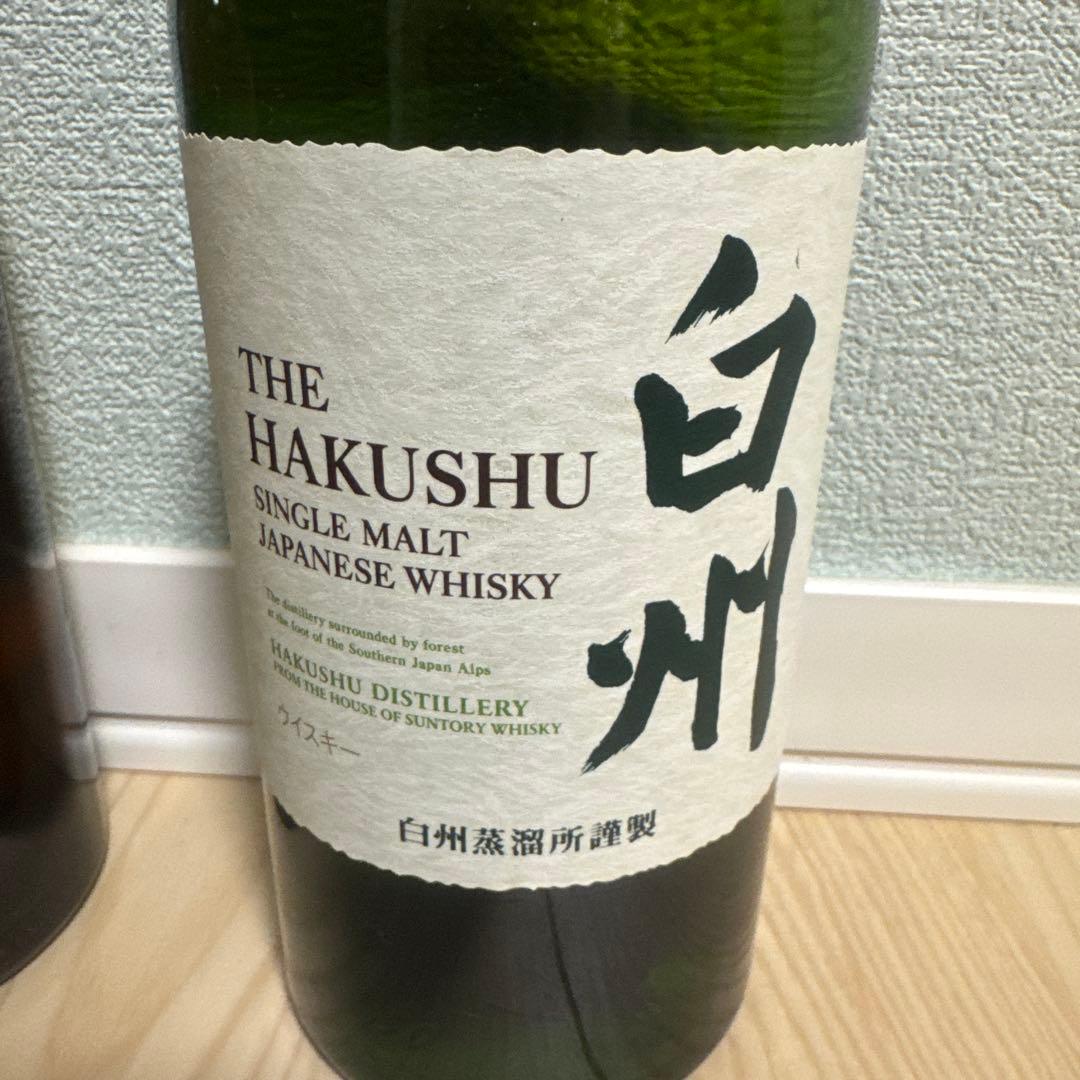 THE
HAKUSHU
SINGLE MALT
JAPANESE WHISKY
The distillery surrounded by forest
at the foot of the Southern Japan Alps
HAKUSHU DISTILLERY
FROM THE HOUSE OF SUNTORY WHISKY
ウイスキー
白州
白州蒸溜所謹製